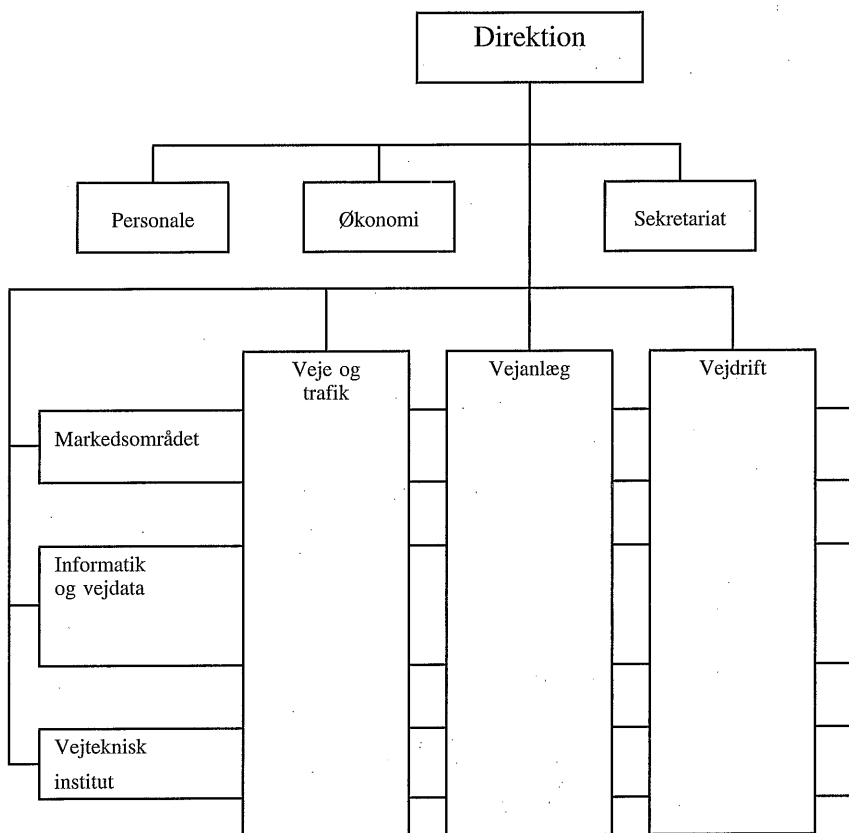 Direktion
Personale
Økonomi
Sekretariat
Veje og
trafik
Vejanlæg
Vejdrift
Markedsområdet
Informatik
og vejdata
Vejteknisk
institut